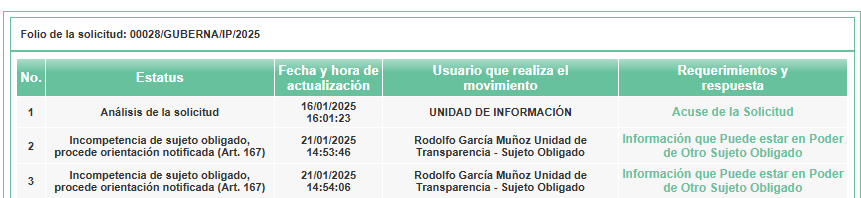 Folio de la solicitud: 00028/GUBERNA/IP/2025
No. Estatus Fecha y hora de actualización Usuario que realiza el movimiento Requerimientos y respuesta
1 Análisis de la solicitud 16/01/2025 16:01:23 UNIDAD DE INFORMACIÓN Acuse de la Solicitud
2 Incompetencia de sujeto obligado, procede orientación notificada (Art. 167) 21/01/2025 14:53:46 Rodolfo García Muñoz Unidad de Transparencia - Sujeto Obligado Información que Puede estar en Poder de Otro Sujeto Obligado
3 Incompetencia de sujeto obligado, procede orientación notificada (Art. 167) 21/01/2025 14:54:06 Rodolfo García Muñoz Unidad de Transparencia - Sujeto Obligado Información que Puede estar en Poder de Otro Sujeto Obligado